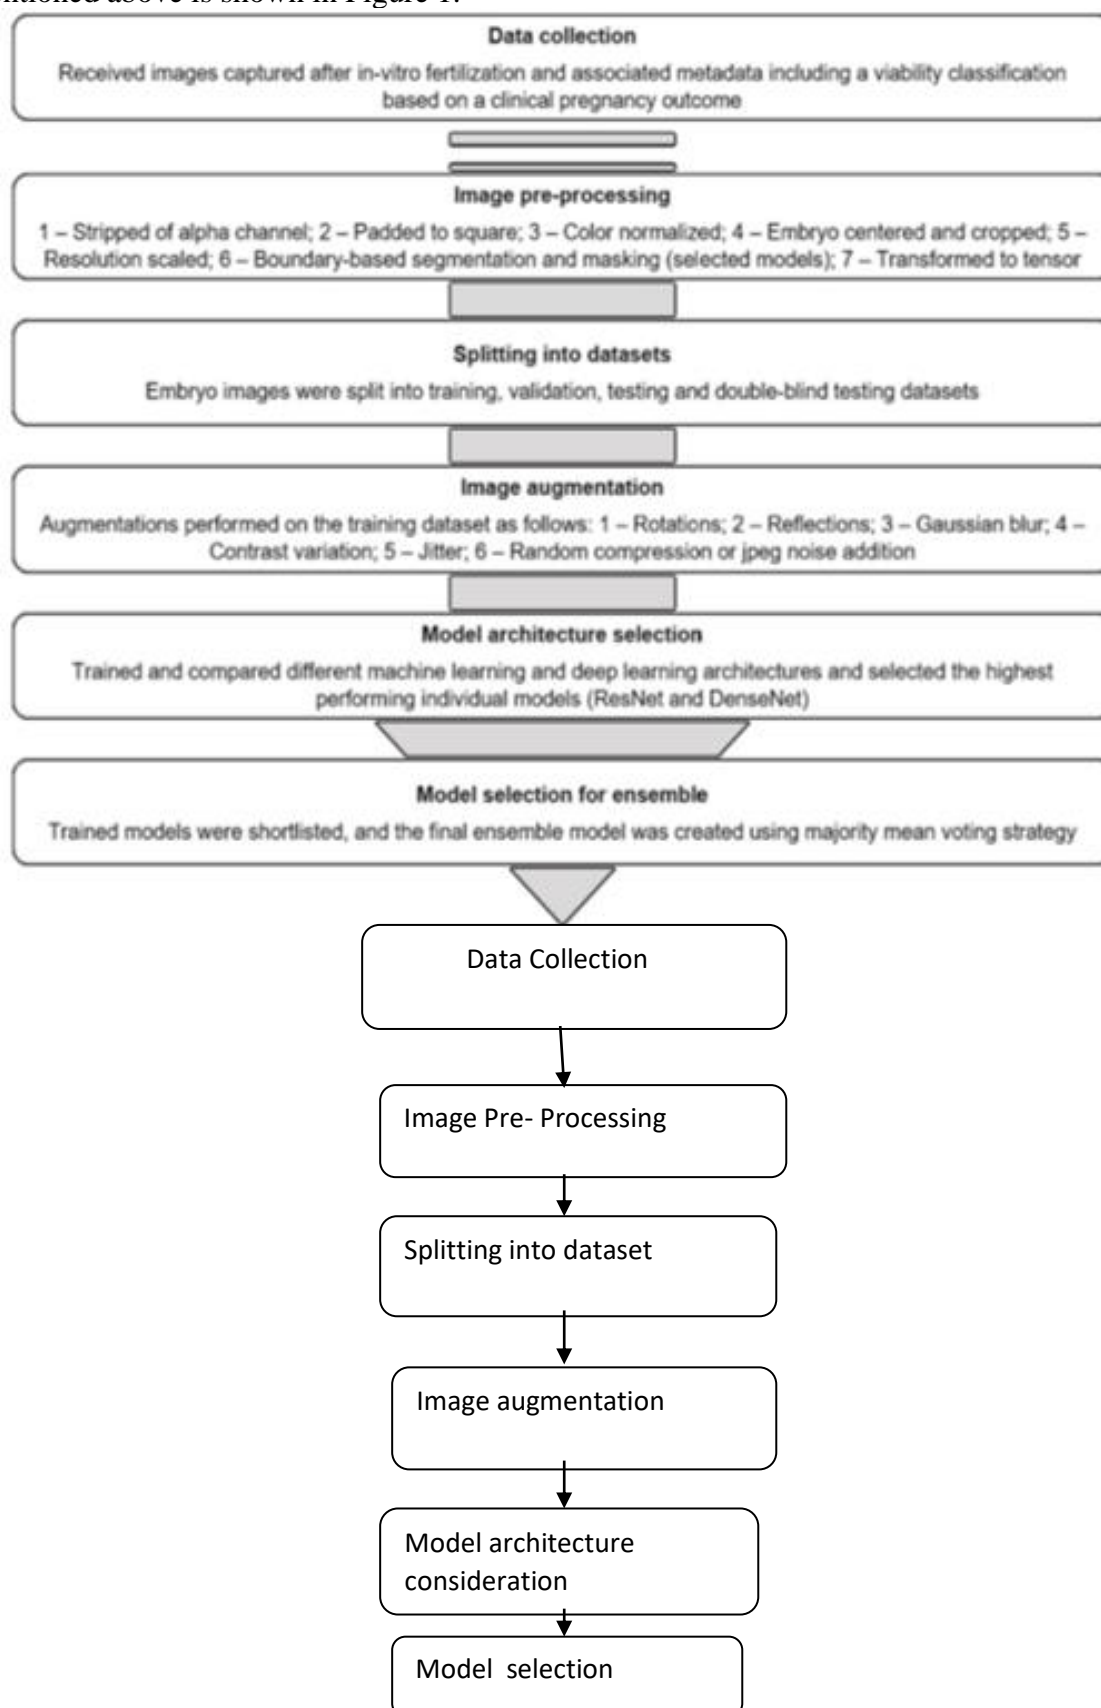 entioned above is shown in Figure 1.
Data collection
Received images captured after in-vitro fertilization and associated metadata including a viability classification
based on a clinical pregnancy outcome
Image pre-processing
1 – Stripped of alpha channel; 2 – Padded to square; 3 – Color normalized; 4 – Embryo centered and cropped; 5 –
Resolution scaled; 6 – Boundary-based segmentation and masking (selected models); 7 – Transformed to tensor
Splitting into datasets
Embryo images were split into training, validation, testing and double-blind testing datasets
Image augmentation
Augmentations performed on the training dataset as follows: 1 – Rotations; 2 – Reflections; 3 – Gaussian blur; 4 –
Contrast variation; 5 – Jitter; 6 – Random compression or jpeg noise addition
Model architecture selection
Trained and compared different machine learning and deep learning architectures and selected the highest
performing individual models (ResNet and DenseNet)
Model selection for ensemble
Trained models were shortlisted, and the final ensemble model was created using majority mean voting strategy
Data Collection
Image Pre- Processing
Splitting into dataset
Image augmentation
Model architecture
consideration
Model  selection